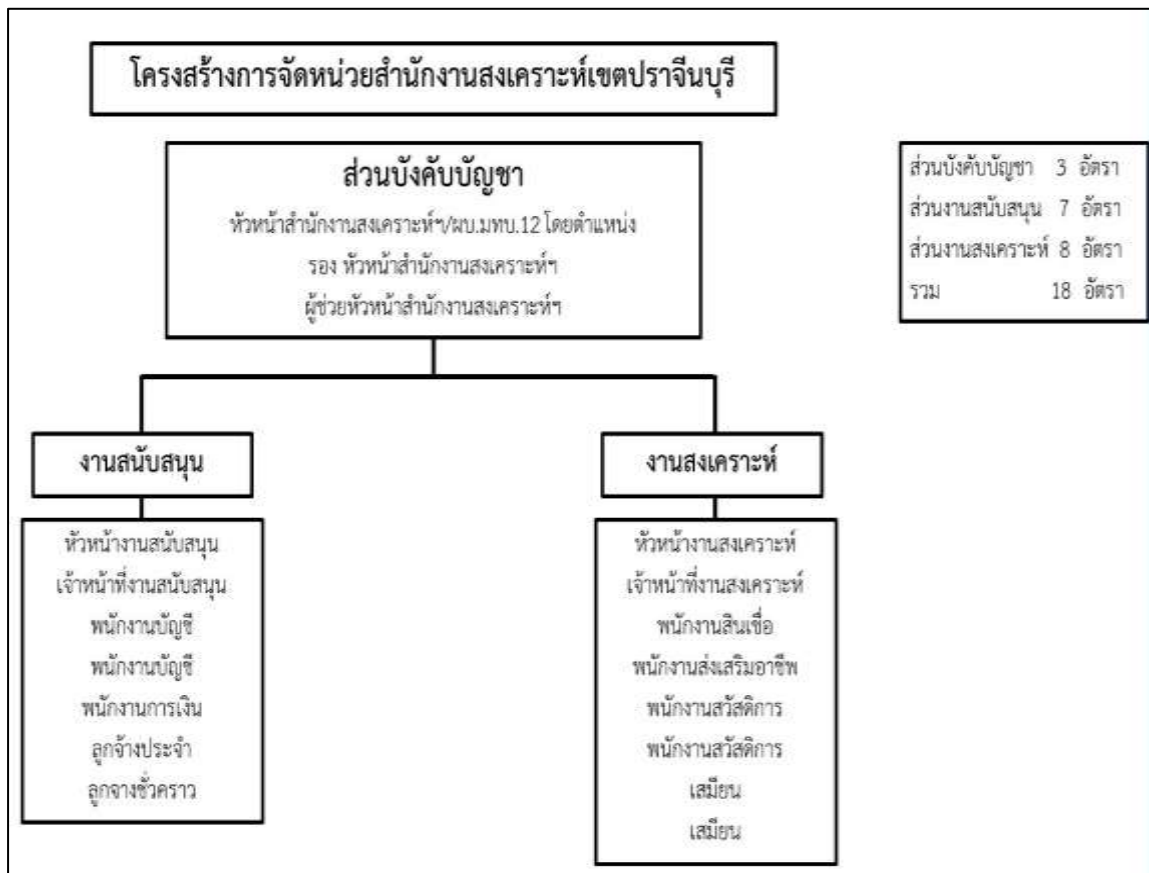 โครงสร้างการจัดหน่วยสำนักงานสงเคราะห์เขตปราจีนบุรี
ส่วนบังคับบัญชา
หัวหน้าสำนักงานสงเคราะห์ฯ/ผบ.มทบ.12 โดยตำแหน่ง
รอง หัวหน้าสำนักงานสงเคราะห์ฯ
ผู้ช่วยหัวหน้าสำนักงานสงเคราะห์ฯ
ส่วนบังคับบัญชา 3 อัตรา
ส่วนงานสนับสนุน 7 อัตรา
ส่วนงานสงเคราะห์ 8 อัตรา
รวม 18 อัตรา
งานสนับสนุน
หัวหน้างานสนับสนุน
เจ้าหน้าที่งานสนับสนุน
พนักงานบัญชี
พนักงานบัญชี
พนักงานการเงิน
ลูกจ้างประจำ
ลูกจางชั่วคราว
งานสงเคราะห์
หัวหน้างานสงเคราะห์
เจ้าหน้าที่งานสงเคราะห์
พนักงานสินเชื่อ
พนักงานส่งเสริมอาชีพ
พนักงานสวัสดิการ
พนักงานสวัสดิการ
เสมียน
เสมียน